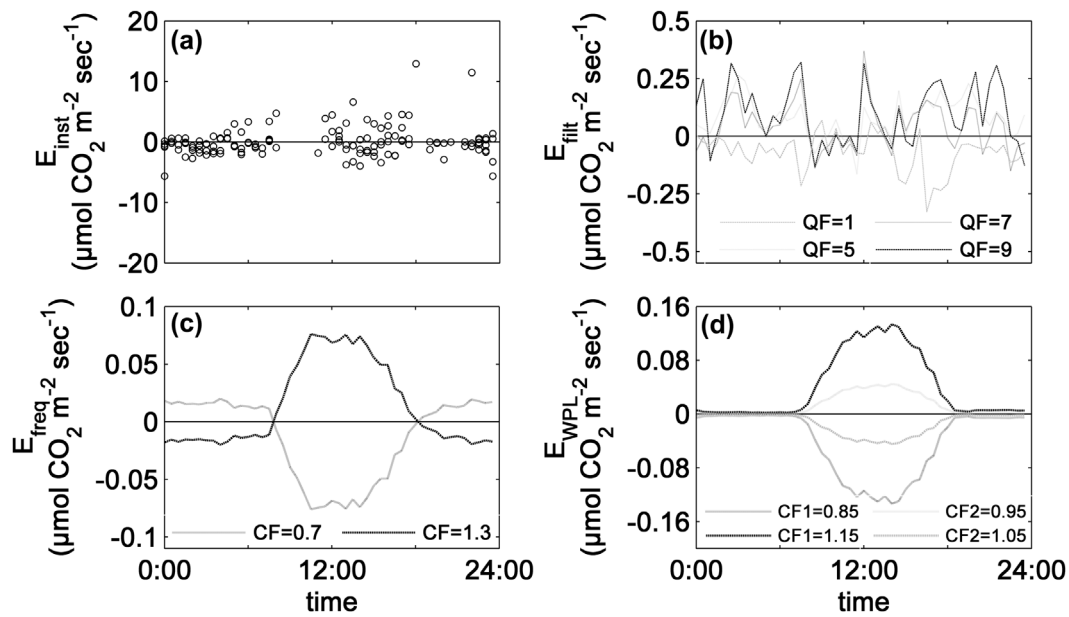 (a)
20
10
0
-10
-20
E_inst
(μmol CO₂ m⁻² sec⁻¹)
(b)
0.5
0.25
0
-0.25
-0.5
E_filt
(μmol CO₂ m⁻² sec⁻¹)
QF=1 QF=7
QF=5 QF=9
(c)
0.1
0.05
0
-0.05
-0.1
E_freq
(μmol CO₂ m⁻² sec⁻¹)
CF=0.7 CF=1.3
0:00 12:00 24:00
time
(d)
0.16
0.08
0
-0.08
-0.16
E_WPL
(μmol CO₂ m⁻² sec⁻¹)
CF1=0.85 CF2=0.95
CF1=1.15 CF2=1.05
0:00 12:00 24:00
time